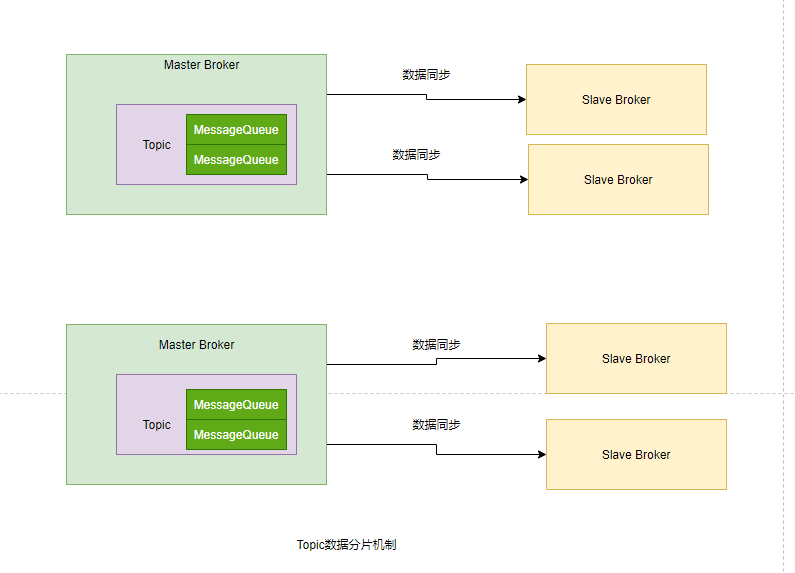 Master Broker
数据同步
Slave Broker
Topic
MessageQueue
MessageQueue
数据同步
Slave Broker
Master Broker
数据同步
Slave Broker
Topic
MessageQueue
MessageQueue
数据同步
Slave Broker
Topic数据分片机制